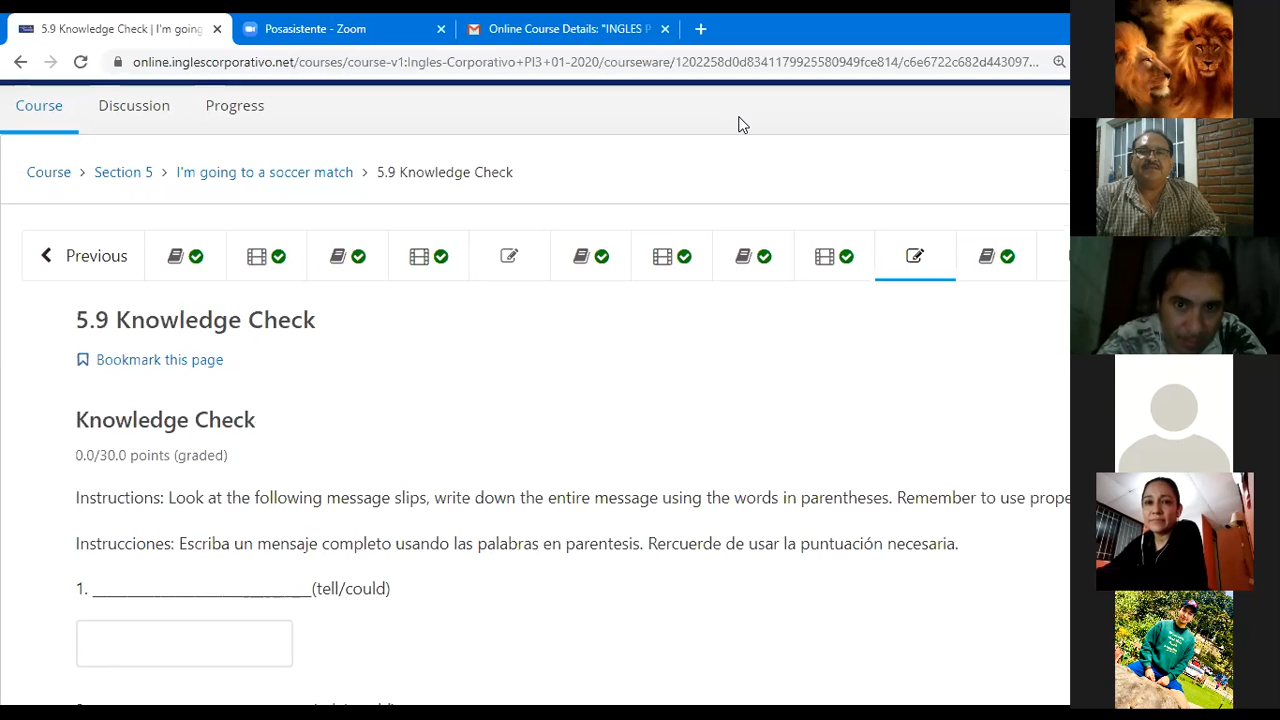 5.9 Knowledge Check | I'm going
Posasistente - Zoom
Online Course Details: "INGLES P
online.inglescorporativo.net/courses/course-v1:Ingles-Corporativo+PI3+01-2020/courseware/1202258d0d8341179925580949fce814/c6e6722c682d443097...
Course Discussion Progress
Course > Section 5 > I'm going to a soccer match > 5.9 Knowledge Check
Previous
5.9 Knowledge Check
Bookmark this page
Knowledge Check
0.0/30.0 points (graded)
Instructions: Look at the following message slips, write down the entire message using the words in parentheses. Remember to use prope
Instrucciones: Escriba un mensaje completo usando las palabras en parentesis. Rercuerde de usar la puntuación necesaria.
1. _________________________(tell/could)